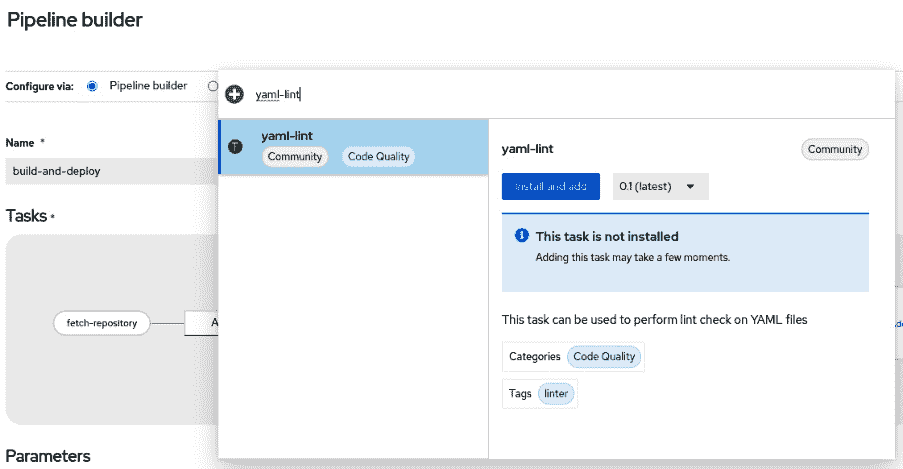 Pipeline builder
Configure via: Pipeline builder
Name *
build-and-deploy
Tasks *
fetch-repository
A
yaml-lint
yaml-lint
Community Code Quality
yaml-lint Community
Install and add 0.1 (latest)
This task is not installed
Adding this task may take a few moments.
This task can be used to perform lint check on YAML files
Categories Code Quality
Tags linter
Parameters